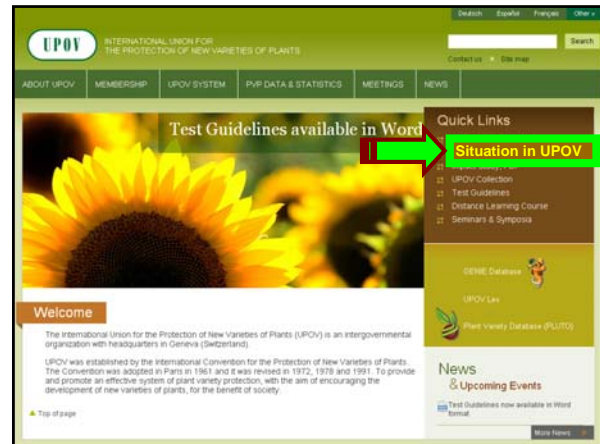 Deutsch Español Français Other
UPOV
INTERNATIONAL UNION FOR
THE PROTECTION OF NEW VARIETIES OF PLANTS
Search
Contact us Site map
ABOUT UPOV MEMBERSHIP UPOV SYSTEM PVP DATA & STATISTICS MEETINGS NEWS
Test Guidelines available in Word
Quick Links
Situation in UPOV
UPOV Collection
Test Guidelines
Distance Learning Course
Seminars & Symposia
GENIE Database
UPOV Lex
Plant Variety Database (PLUTO)
Welcome
The International Union for the Protection of New Varieties of Plants (UPOV) is an intergovernmental
organization with headquarters in Geneva (Switzerland).
UPOV was established by the International Convention for the Protection of New Varieties of Plants.
The Convention was adopted in Paris in 1961 and it was revised in 1972, 1978 and 1991. To provide
and promote an effective system of plant variety protection, with the aim of encouraging the
development of new varieties of plants, for the benefit of society.
Top of page
News
& Upcoming Events
Test Guidelines now available in Word
format
More News